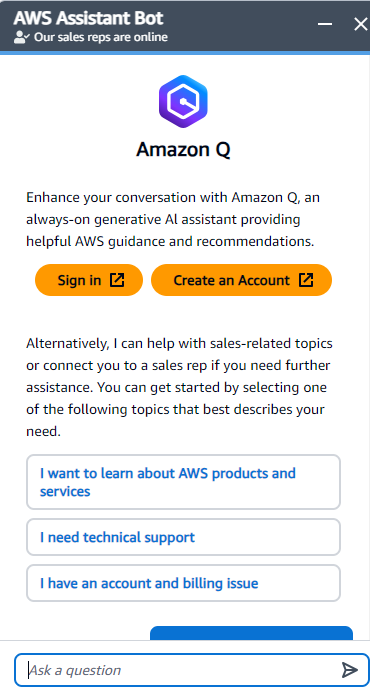 AWS Assistant Bot
Our sales reps are online
Amazon Q
Enhance your conversation with Amazon Q, an
always-on generative AI assistant providing
helpful AWS guidance and recommendations.
Sign in
Create an Account
Alternatively, I can help with sales-related topics
or connect you to a sales rep if you need further
assistance. You can get started by selecting one
of the following topics that best describes your
need.
I want to learn about AWS products and
services
I need technical support
I have an account and billing issue
Ask a question